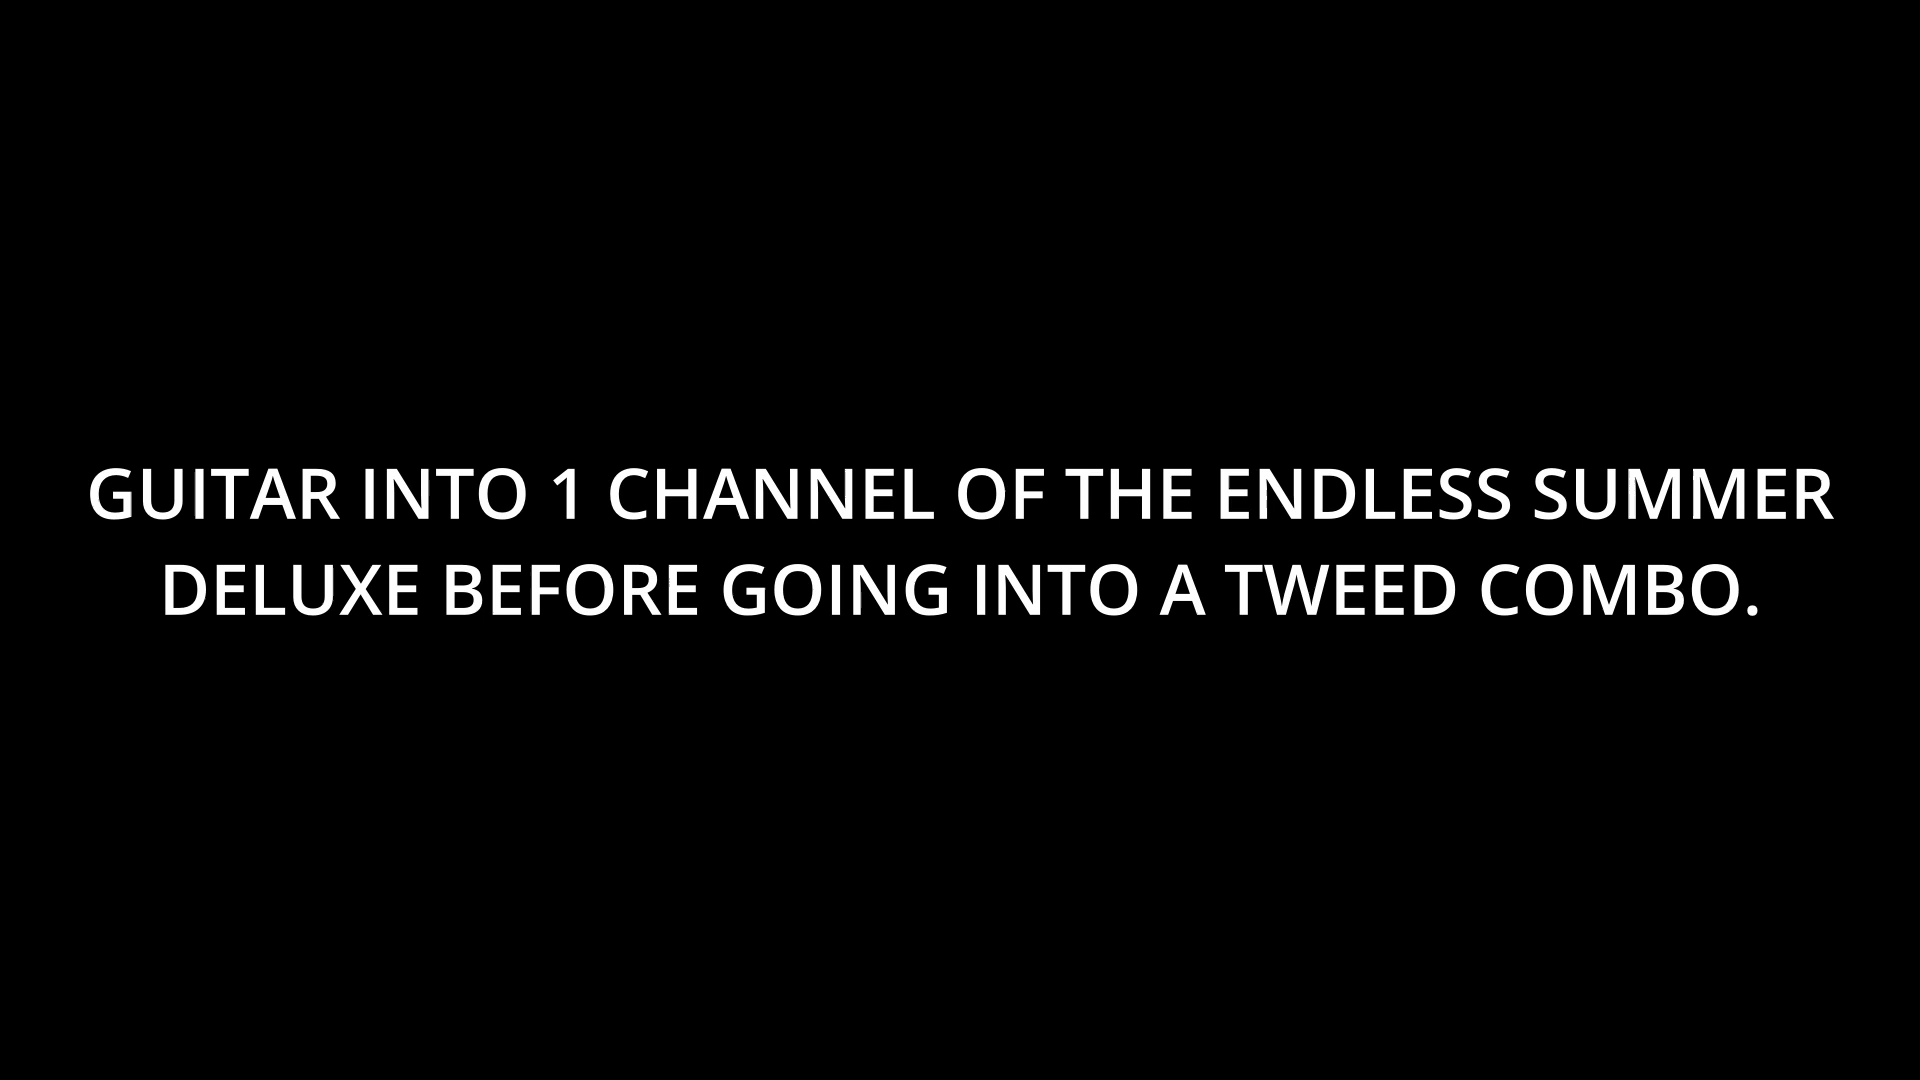 GUITAR INTO 1 CHANNEL OF THE ENDLESS SUMMER
DELUXE BEFORE GOING INTO A TWEED COMBO.